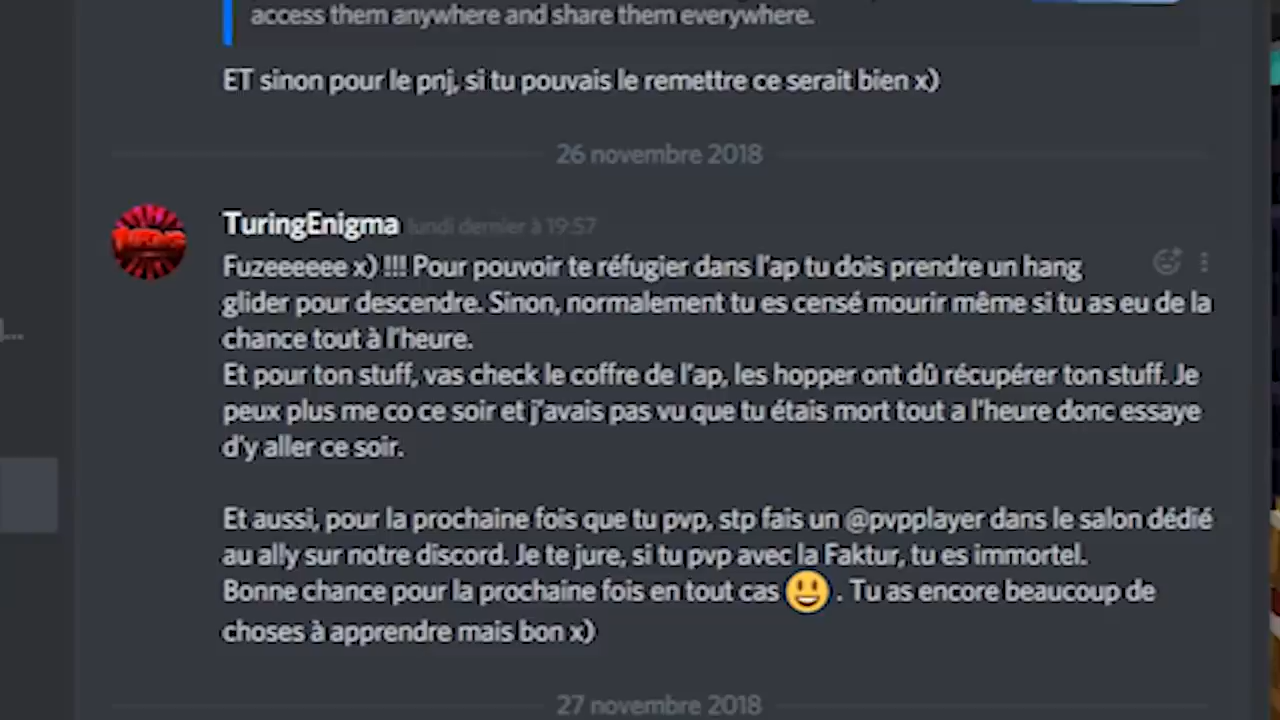 access them anywhere and share them everywhere.
ET sinon pour le pnj, si tu pouvais le remettre ce serait bien x)
26 novembre 2018
TuringEnigma lundi dernier à 19:57
Fuzeeeeee x) !!! Pour pouvoir te réfugier dans l'ap tu dois prendre un hang
glider pour descendre. Sinon, normalement tu es censé mourir même si tu as eu de la
chance tout à l'heure.
Et pour ton stuff, vas check le coffre de l'ap, les hopper ont dû récupérer ton stuff. Je
peux plus me co ce soir et j'avais pas vu que tu étais mort tout a l'heure donc essaye
d'y aller ce soir.
Et aussi, pour la prochaine fois que tu pvp, stp fais un @pvpplayer dans le salon dédié
au ally sur notre discord. Je te jure, si tu pvp avec la Faktur, tu es immortel.
Bonne chance pour la prochaine fois en tout cas 😃 . Tu as encore beaucoup de
choses à apprendre mais bon x)
27 novembre 2018